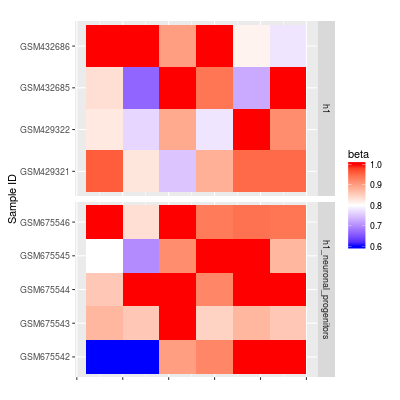 GSM432686
GSM432685
GSM429322
GSM429321
h1
GSM675546
GSM675545
GSM675544
GSM675543
GSM675542
h1_neuronal_progenitors
Sample ID
beta
1.0
0.9
0.8
0.7
0.6